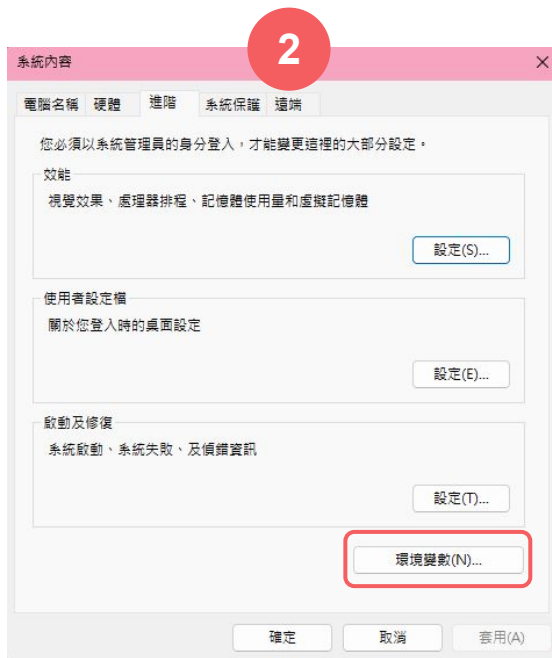 2
系統內容
電腦名稱 硬體 進階 系統保護 遠端
您必須以系統管理員的身分登入，才能變更這裡的大部分設定。
效能
視覺效果、處理器排程、記憶體使用量和虛擬記憶體
設定(S)...
使用者設定檔
關於您登入時的桌面設定
設定(E)...
啟動及修復
系統啟動、系統失敗、及偵錯資訊
設定(T)...
環境變數(N)...
確定 取消 套用(A)